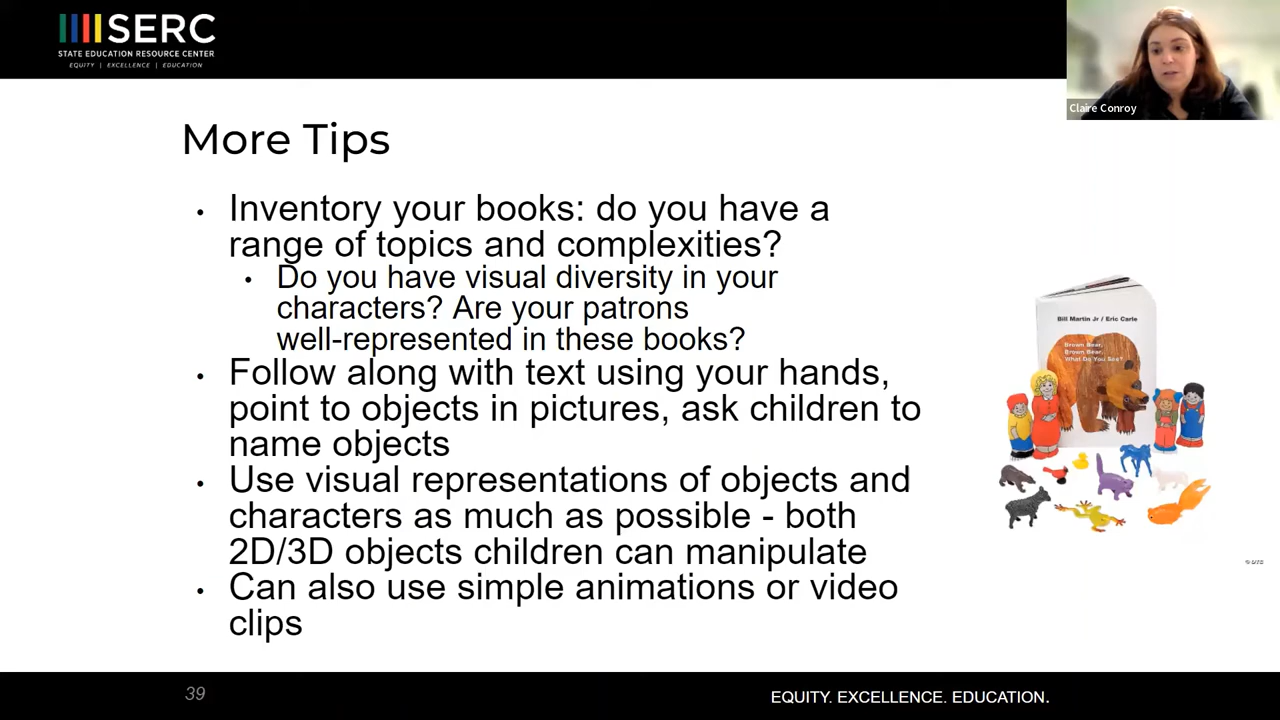 SERC
STATE EDUCATION RESOURCE CENTER
EQUITY | EXCELLENCE | EDUCATION
Claire Conroy
More Tips
• Inventory your books: do you have a
range of topics and complexities?
• Do you have visual diversity in your
characters? Are your patrons
well-represented in these books?
• Follow along with text using your hands,
point to objects in pictures, ask children to
name objects
• Use visual representations of objects and
characters as much as possible - both
2D/3D objects children can manipulate
• Can also use simple animations or video
clips
Bill Martin Jr / Eric Carle
Brown Bear,
Brown Bear,
What Do You See?
© DTE
39
EQUITY. EXCELLENCE. EDUCATION.